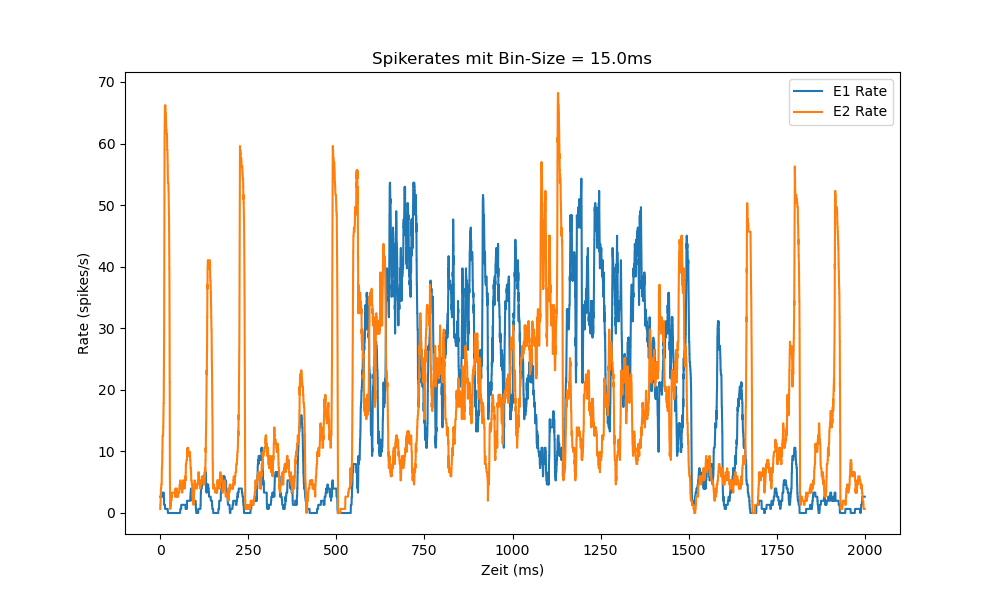 Spikerates mit Bin-Size = 15.0ms
E1 Rate
E2 Rate
Rate (spikes/s)
70
60
50
40
30
20
10
0
0 250 500 750 1000 1250 1500 1750 2000
Zeit (ms)